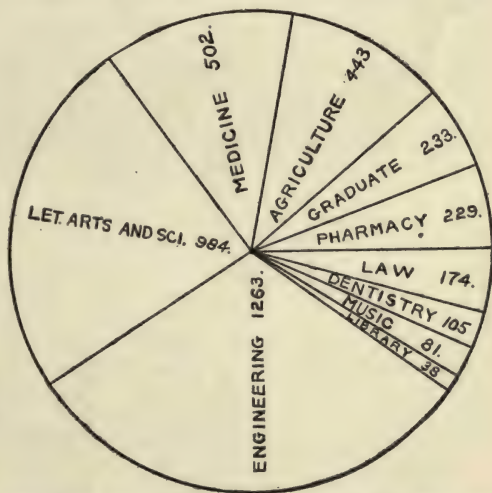 MEDICINE 502.
AGRICULTURE 443
GRADUATE 233.
PHARMACY. 229.
LAW 174.
DENTISTRY 105
MUSIC 81.
LIBRARY 38
ENGINEERING 1263.
LET. ARTS AND SCI. 984.